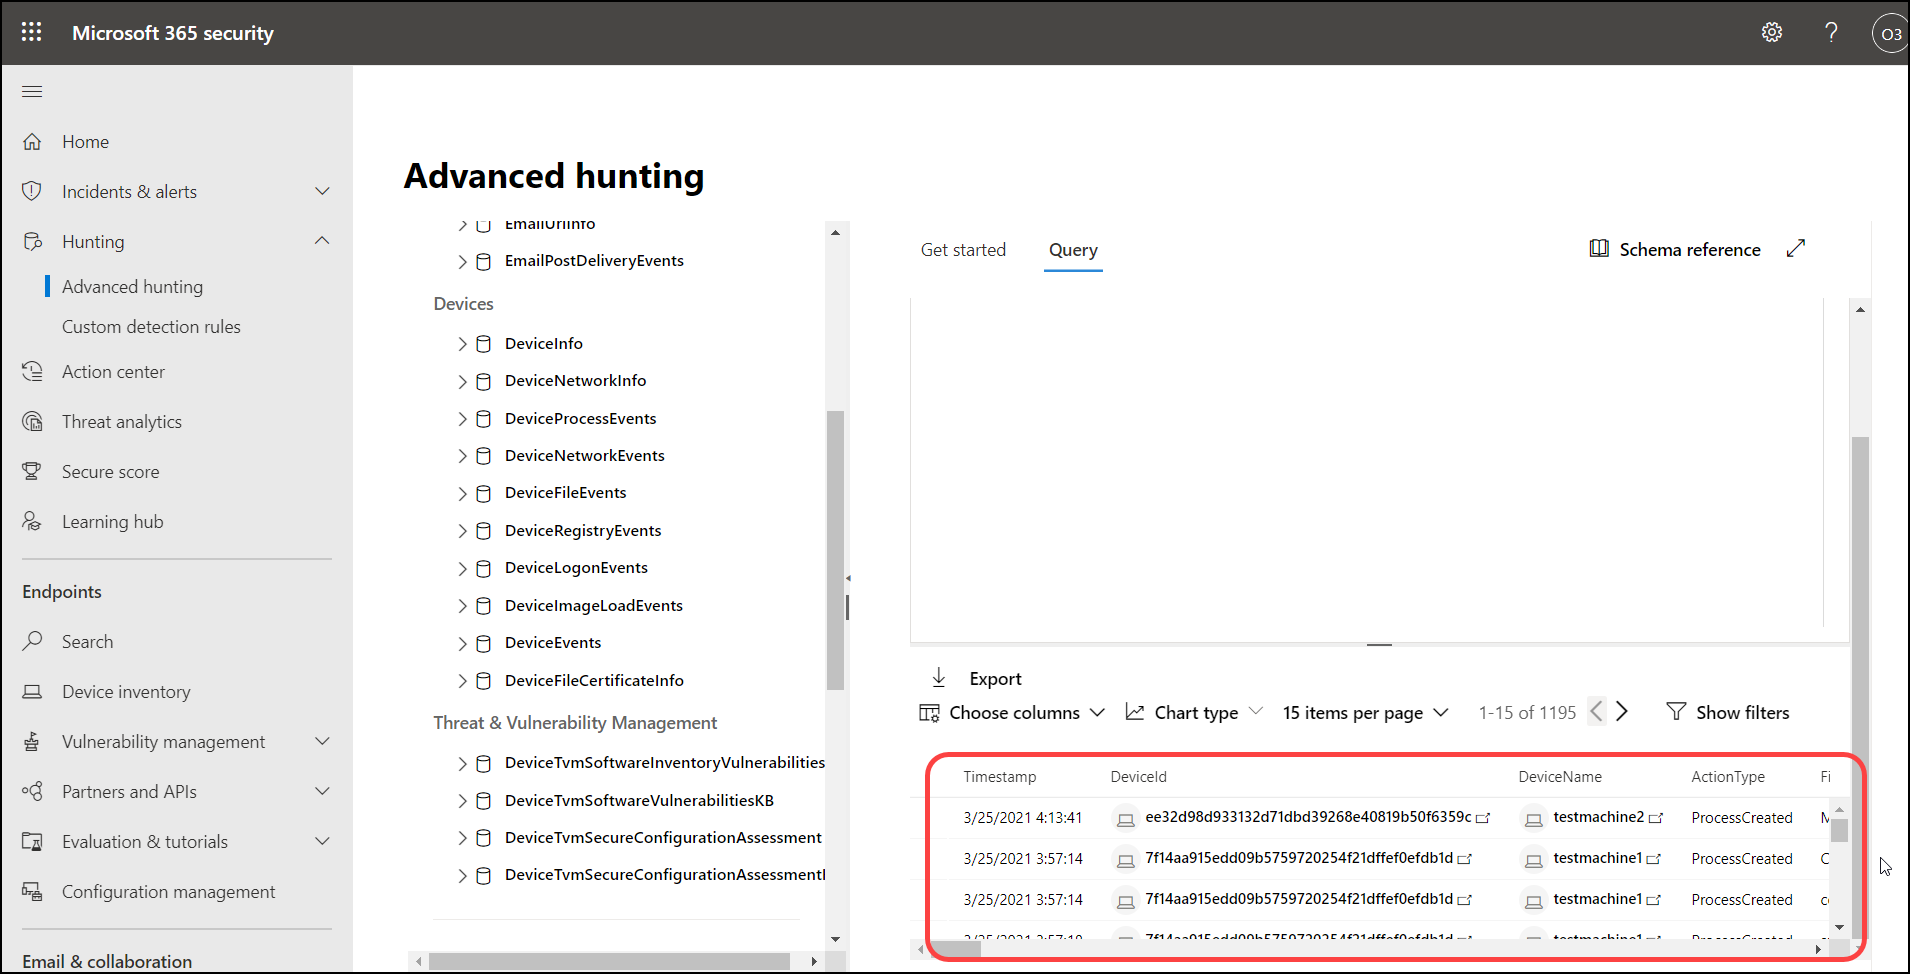 Microsoft 365 security
?
O3
Home
Incidents & alerts
Hunting
Advanced hunting
Custom detection rules
Action center
Threat analytics
Secure score
Learning hub
Endpoints
Search
Device inventory
Vulnerability management
Partners and APIs
Evaluation & tutorials
Configuration management
Email & collaboration
Advanced hunting
EmailUrlInfo
EmailPostDeliveryEvents
Devices
DeviceInfo
DeviceNetworkInfo
DeviceProcessEvents
DeviceNetworkEvents
DeviceFileEvents
DeviceRegistryEvents
DeviceLogonEvents
DeviceImageLoadEvents
DeviceEvents
DeviceFileCertificateInfo
Threat & Vulnerability Management
DeviceTvmSoftwareInventoryVulnerabilities
DeviceTvmSoftwareVulnerabilitiesKB
DeviceTvmSecureConfigurationAssessment
DeviceTvmSecureConfigurationAssessment
Get started Query Schema reference
Export
Choose columns Chart type 15 items per page 1-15 of 1195 Show filters
Timestamp DeviceId DeviceName ActionType Fi
3/25/2021 4:13:41 ee32d98d933132d71dbd39268e40819b50f6359c testmachine2 ProcessCreated M
3/25/2021 3:57:14 7f14aa915edd09b5759720254f21dffef0efdb1d testmachine1 ProcessCreated C
3/25/2021 3:57:14 7f14aa915edd09b5759720254f21dffef0efdb1d testmachine1 ProcessCreated c
7f14aa915edd09b5759720254f21dffef0efdb1d testmachine1 ProcessCreated